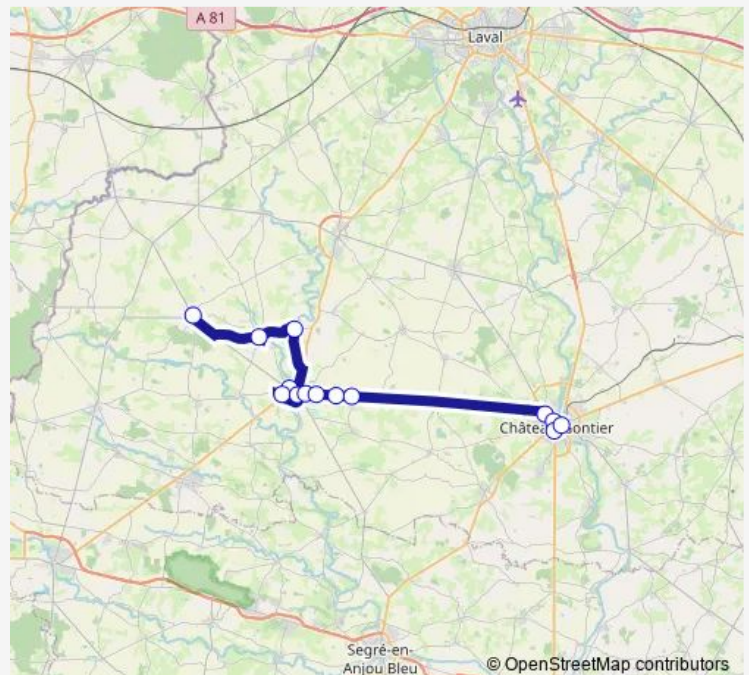 A 81
Laval
Château-Gontier
Segré-en-
Anjou Bleu
© OpenStreetMap contributors